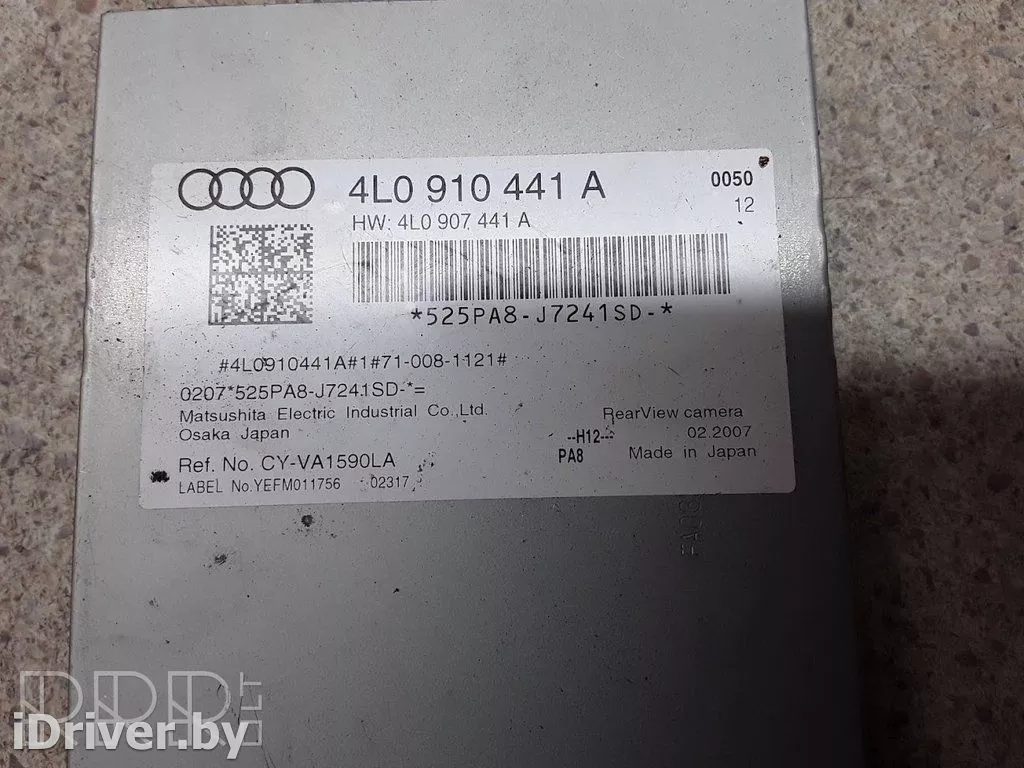 4L0 910 441 A
0050
HW: 4L0 907 441 A
12
*525PA8-J7241SD-*
#4L0910441A#1#71-008-1121#
0207*525PA8-J7241SD-*=
Matsushita Electric Industrial Co.,Ltd.
RearView camera
Osaka Japan
--H12--
02.2007
PA8
Made in Japan
Ref. No. CY-VA1590LA
LABEL No.YEFM011756 02317
iDriver.by